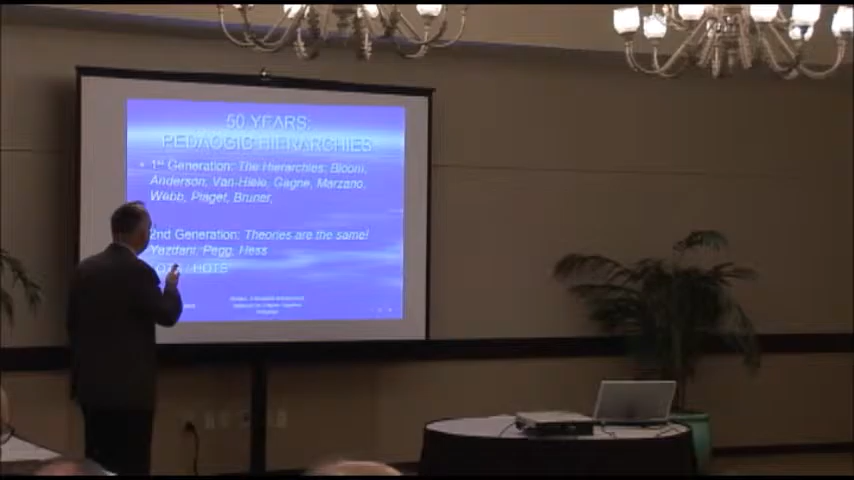 50 YEARS:
PEDAOGIC HIERARCHIES
1st Generation: The Hierarchies: Bloom,
Anderson, Van-Hiele, Gagne, Marzano,
Webb, Piaget, Bruner,
2nd Generation: Theories are the same!
Yazdani, Pegg, Hess
HOTS